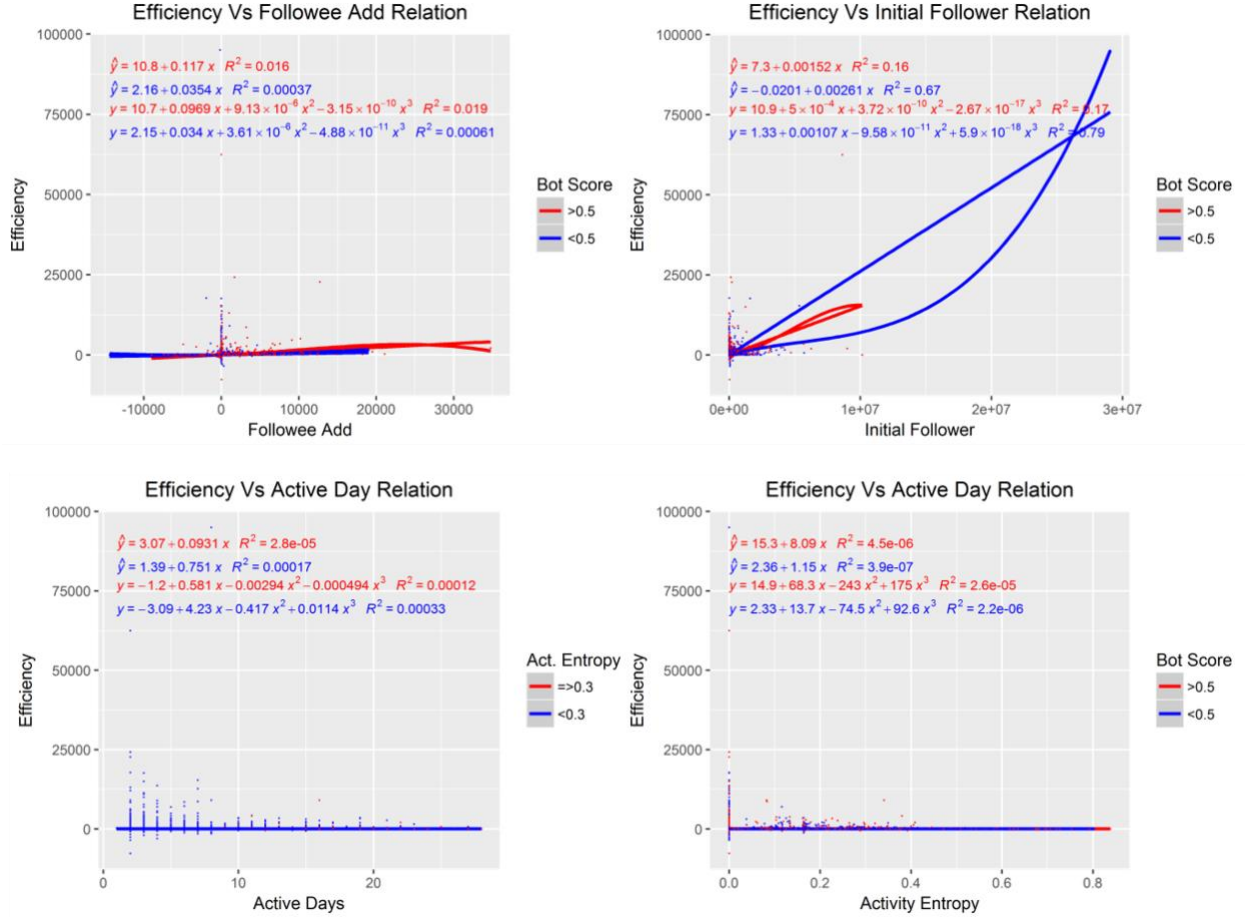 Efficiency Vs Followee Add Relation
100000
75000
50000
25000
0
Efficiency
ŷ = 10.8 + 0.117 x R² = 0.016
ŷ = 2.16 + 0.0354 x R² = 0.00037
y = 10.7 + 0.0969 x + 9.13 × 10⁻⁶ x² − 3.15 × 10⁻¹⁰ x³ R² = 0.019
y = 2.15 + 0.034 x + 3.61 × 10⁻⁶ x² − 4.88 × 10⁻¹¹ x³ R² = 0.00061
-10000 0 10000 20000 30000
Followee Add
Bot Score
>0.5
<0.5
Efficiency Vs Initial Follower Relation
100000
75000
50000
25000
0
Efficiency
ŷ = 7.3 + 0.00152 x R² = 0.16
ŷ = −0.0201 + 0.00261 x R² = 0.67
y = 10.9 + 5 × 10⁻⁴ x + 3.72 × 10⁻¹⁰ x² − 2.67 × 10⁻¹⁷ x³ R² = 0.17
y = 1.33 + 0.00107 x − 9.58 × 10⁻¹¹ x² + 5.9 × 10⁻¹⁸ x³ R² = 0.79
0e+00 1e+07 2e+07 3e+07
Initial Follower
Bot Score
>0.5
<0.5
Efficiency Vs Active Day Relation
100000
75000
50000
25000
0
Efficiency
ŷ = 3.07 + 0.0931 x R² = 2.8e-05
ŷ = 1.39 + 0.751 x R² = 0.00017
y = −1.2 + 0.581 x − 0.00294 x² − 0.000494 x³ R² = 0.00012
y = −3.09 + 4.23 x − 0.417 x² + 0.0114 x³ R² = 0.00033
0 10 20
Active Days
Act. Entropy
=>0.3
<0.3
Efficiency Vs Active Day Relation
100000
75000
50000
25000
0
Efficiency
ŷ = 15.3 + 8.09 x R² = 4.5e-06
ŷ = 2.36 + 1.15 x R² = 3.9e-07
y = 14.9 + 68.3 x − 243 x² + 175 x³ R² = 2.6e-05
y = 2.33 + 13.7 x − 74.5 x² + 92.6 x³ R² = 2.2e-06
0.0 0.2 0.4 0.6 0.8
Activity Entropy
Bot Score
>0.5
<0.5